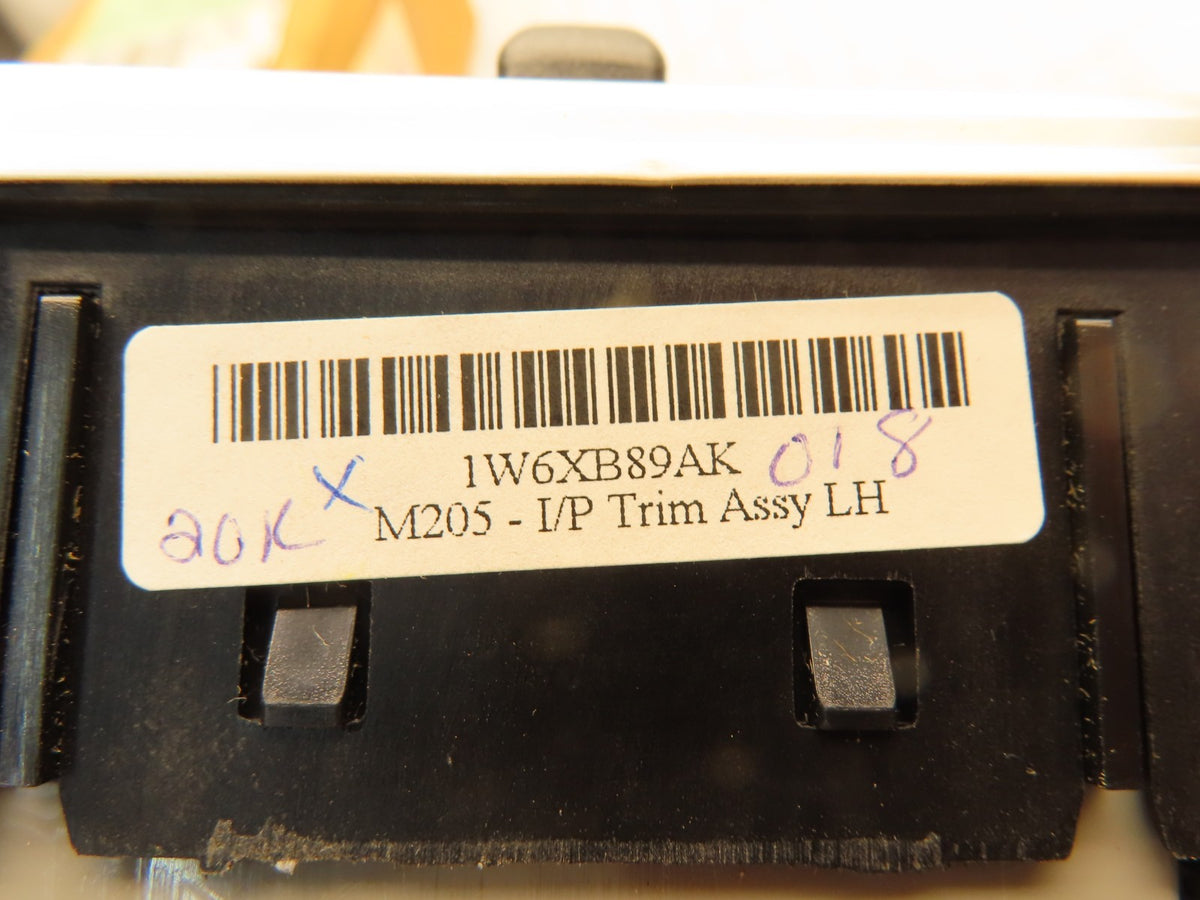 1W6XB89AK 018
X
M205 - I/P Trim Assy LH
20K